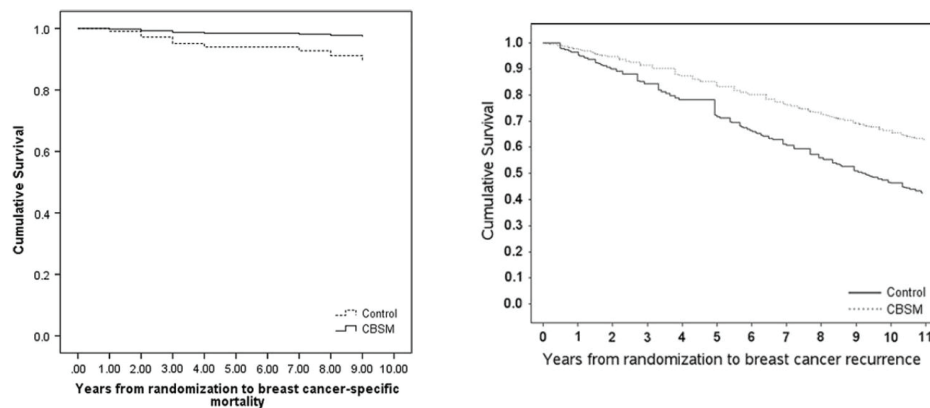 Cumulative Survival
1.0
0.8
0.6
0.4
0.2
0.0
Control
CBSM
.00 1.00 2.00 3.00 4.00 5.00 6.00 7.00 8.00 9.00 10.00
Years from randomization to breast cancer-specific
mortality
Cumulative Survival
1.0
0.9
0.8
0.7
0.6
0.5
0.4
0.3
0.2
0.1
0.0
Control
CBSM
0 1 2 3 4 5 6 7 8 9 10 11
Years from randomization to breast cancer recurrence